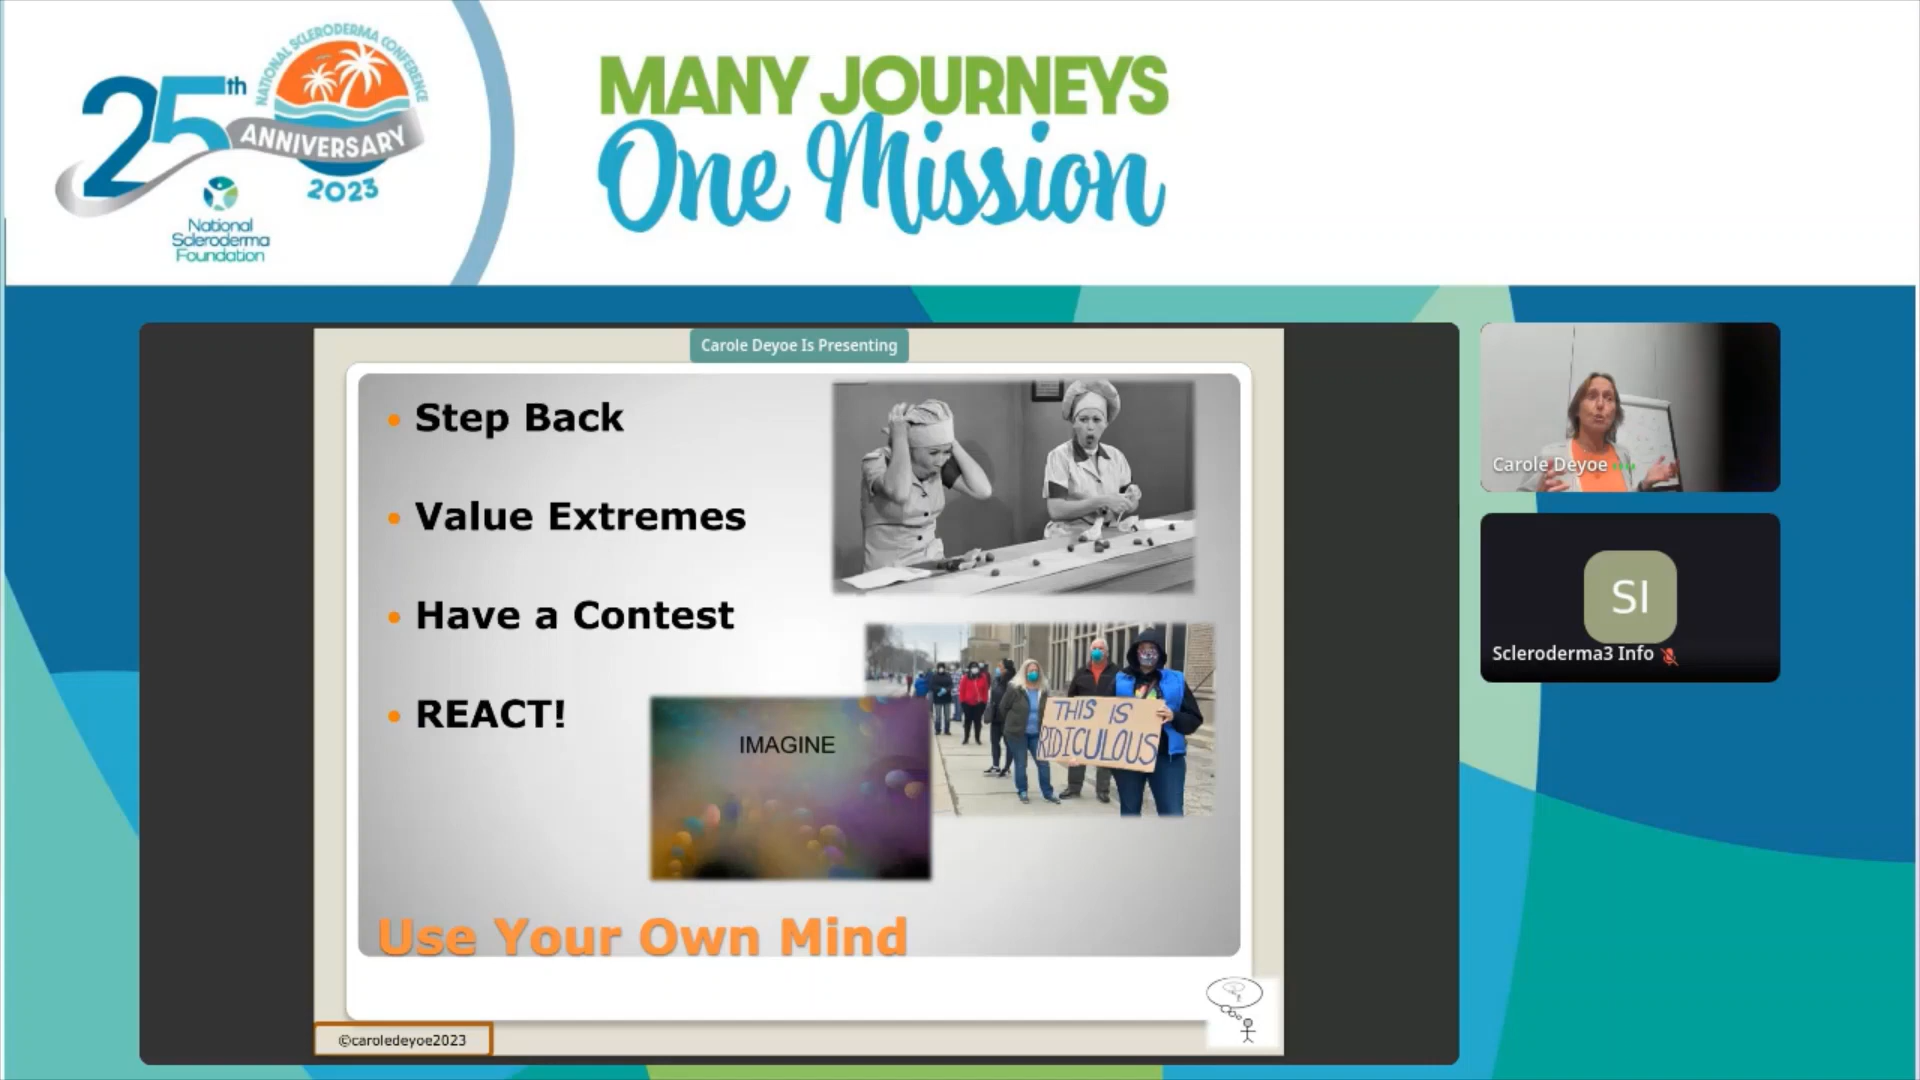 25th
NATIONAL SCLERODERMA CONFERENCE
ANNIVERSARY
2023
National
Scleroderma
Foundation
MANY JOURNEYS
One Mission
Carole Deyoe Is Presenting
• Step Back
• Value Extremes
• Have a Contest
• REACT!
IMAGINE
THIS IS
RIDICULOUS
Use Your Own Mind
©caroledeyoe2023
Carole Deyoe
SI
Scleroderma3 Info